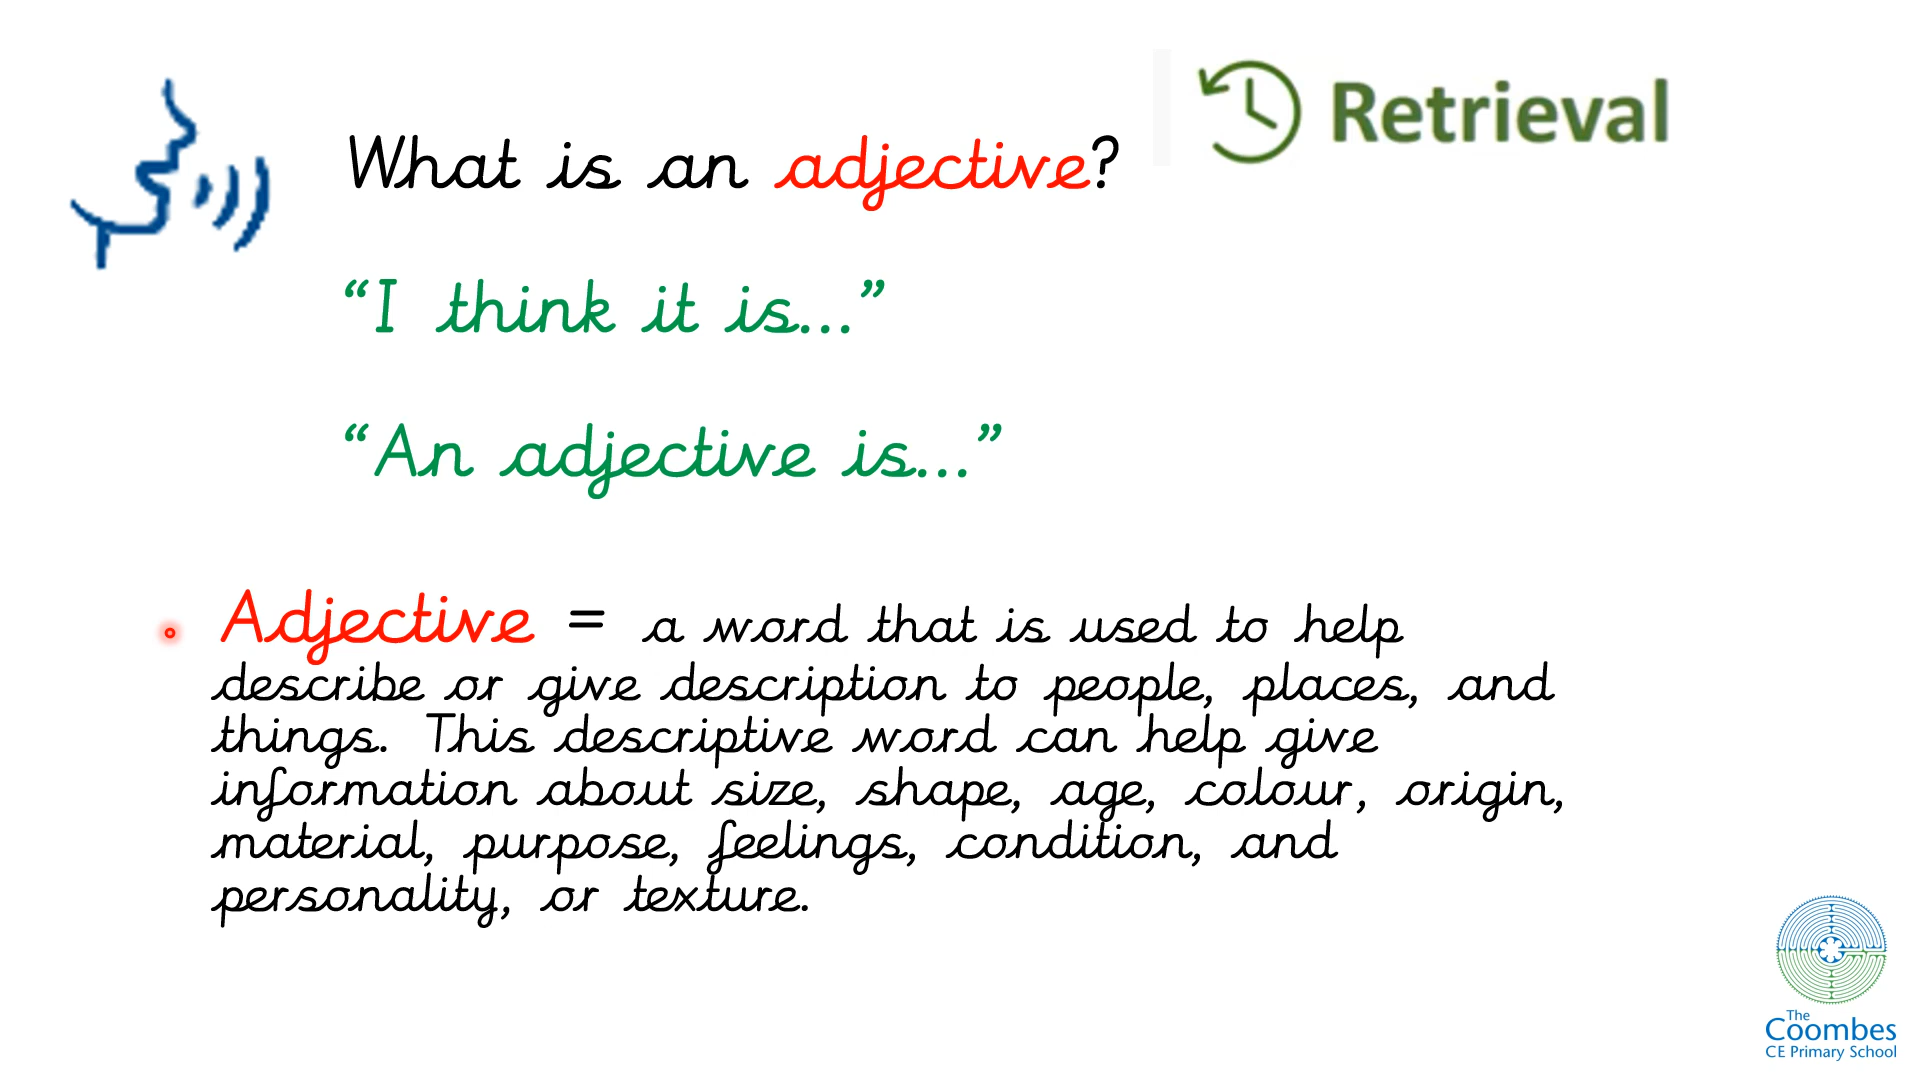 Retrieval
What is an adjective?
“I think it is...”
“An adjective is...”
Adjective = a word that is used to help
describe or give description to people, places, and
things. This descriptive word can help give
information about size, shape, age, colour, origin,
material, purpose, feelings, condition, and
personality, or texture.
The
Coombes
CE Primary School